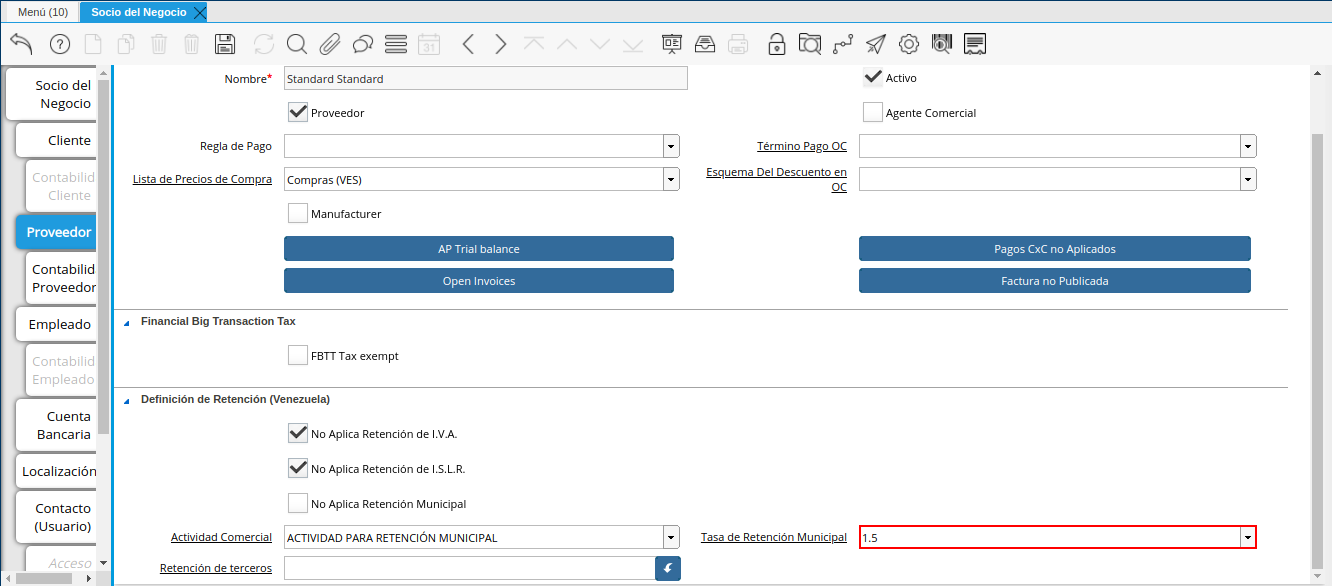 Menú (10)
Socio del Negocio
31
Socio del
Negocio
Cliente
Contabilid
Cliente
Proveedor
Contabilid
Proveedor
Empleado
Contabilid
Empleado
Cuenta
Bancaria
Localización
Contacto
(Usuario)
Acceso
Nombre* Standard Standard
Activo
Proveedor
Agente Comercial
Regla de Pago
Término Pago OC
Lista de Precios de Compra Compras (VES)
Esquema Del Descuento en
OC
Manufacturer
AP Trial balance
Pagos CxC no Aplicados
Open Invoices
Factura no Publicada
Financial Big Transaction Tax
FBTT Tax exempt
Definición de Retención (Venezuela)
No Aplica Retención de I.V.A.
No Aplica Retención de I.S.L.R.
No Aplica Retención Municipal
Actividad Comercial ACTIVIDAD PARA RETENCIÓN MUNICIPAL
Tasa de Retención Municipal 1.5
Retención de terceros